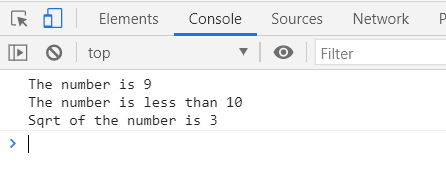 Elements Console Sources Network P
top Filter
The number is 9
The number is less than 10
Sqrt of the number is 3